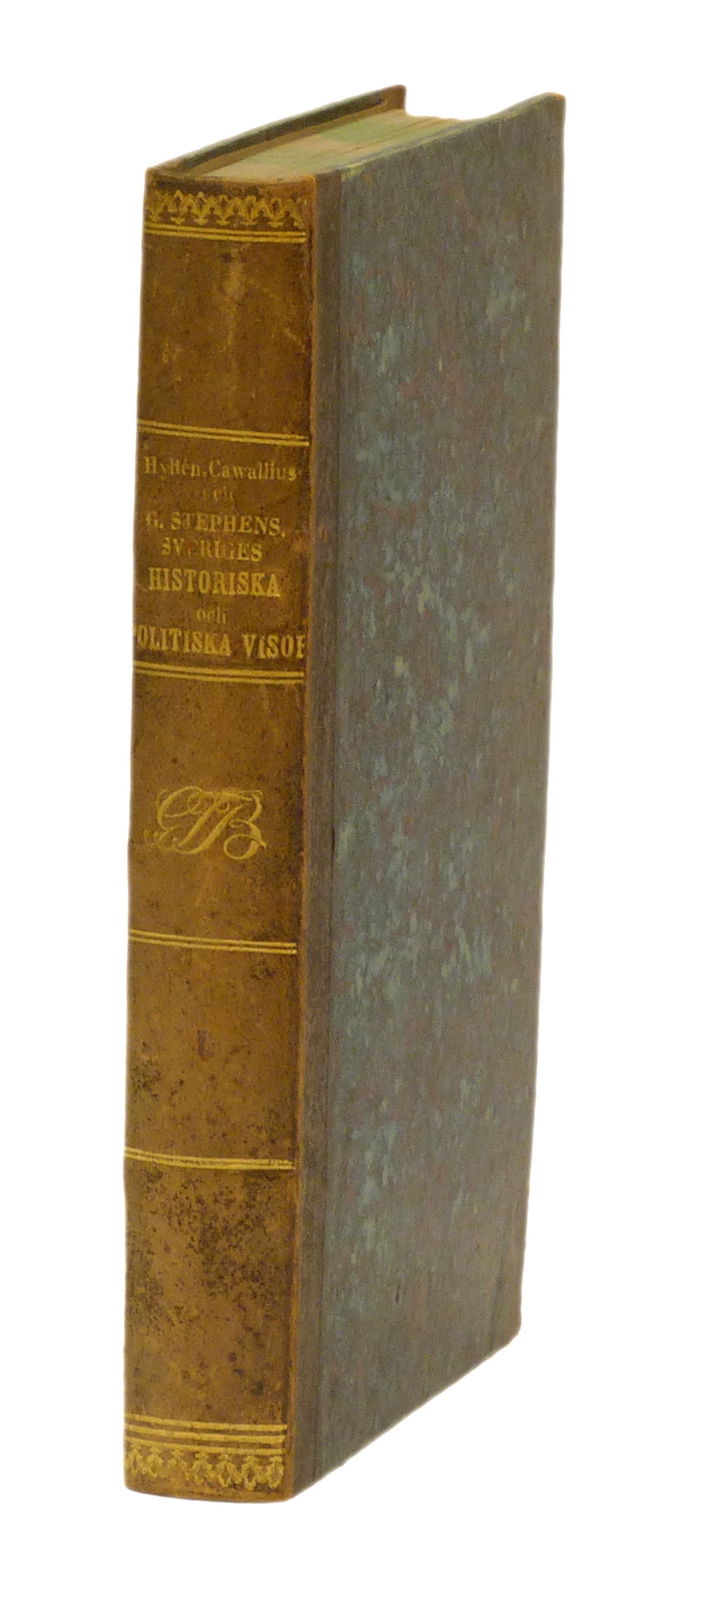 Hyltén-Cawallius
och
G. STEPHENS.
SVERIGES
HISTORISKA
och
POLITISKA VISOR